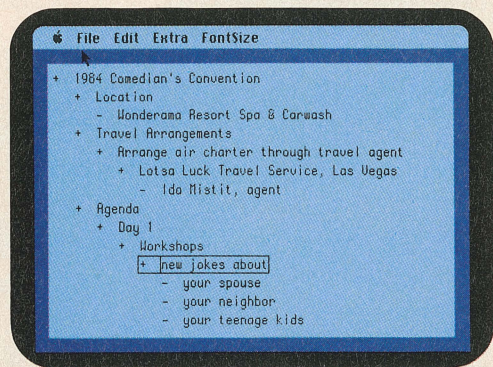 File Edit Extra FontSize
+ 1984 Comedian's Convention
+ Location
- Wonderama Resort Spa & Carwash
+ Travel Arrangements
+ Arrange air charter through travel agent
+ Lotsa Luck Travel Service, Las Vegas
- Ida Mistit, agent
+ Agenda
+ Day 1
+ Workshops
+ new jokes about
- your spouse
- your neighbor
- your teenage kids